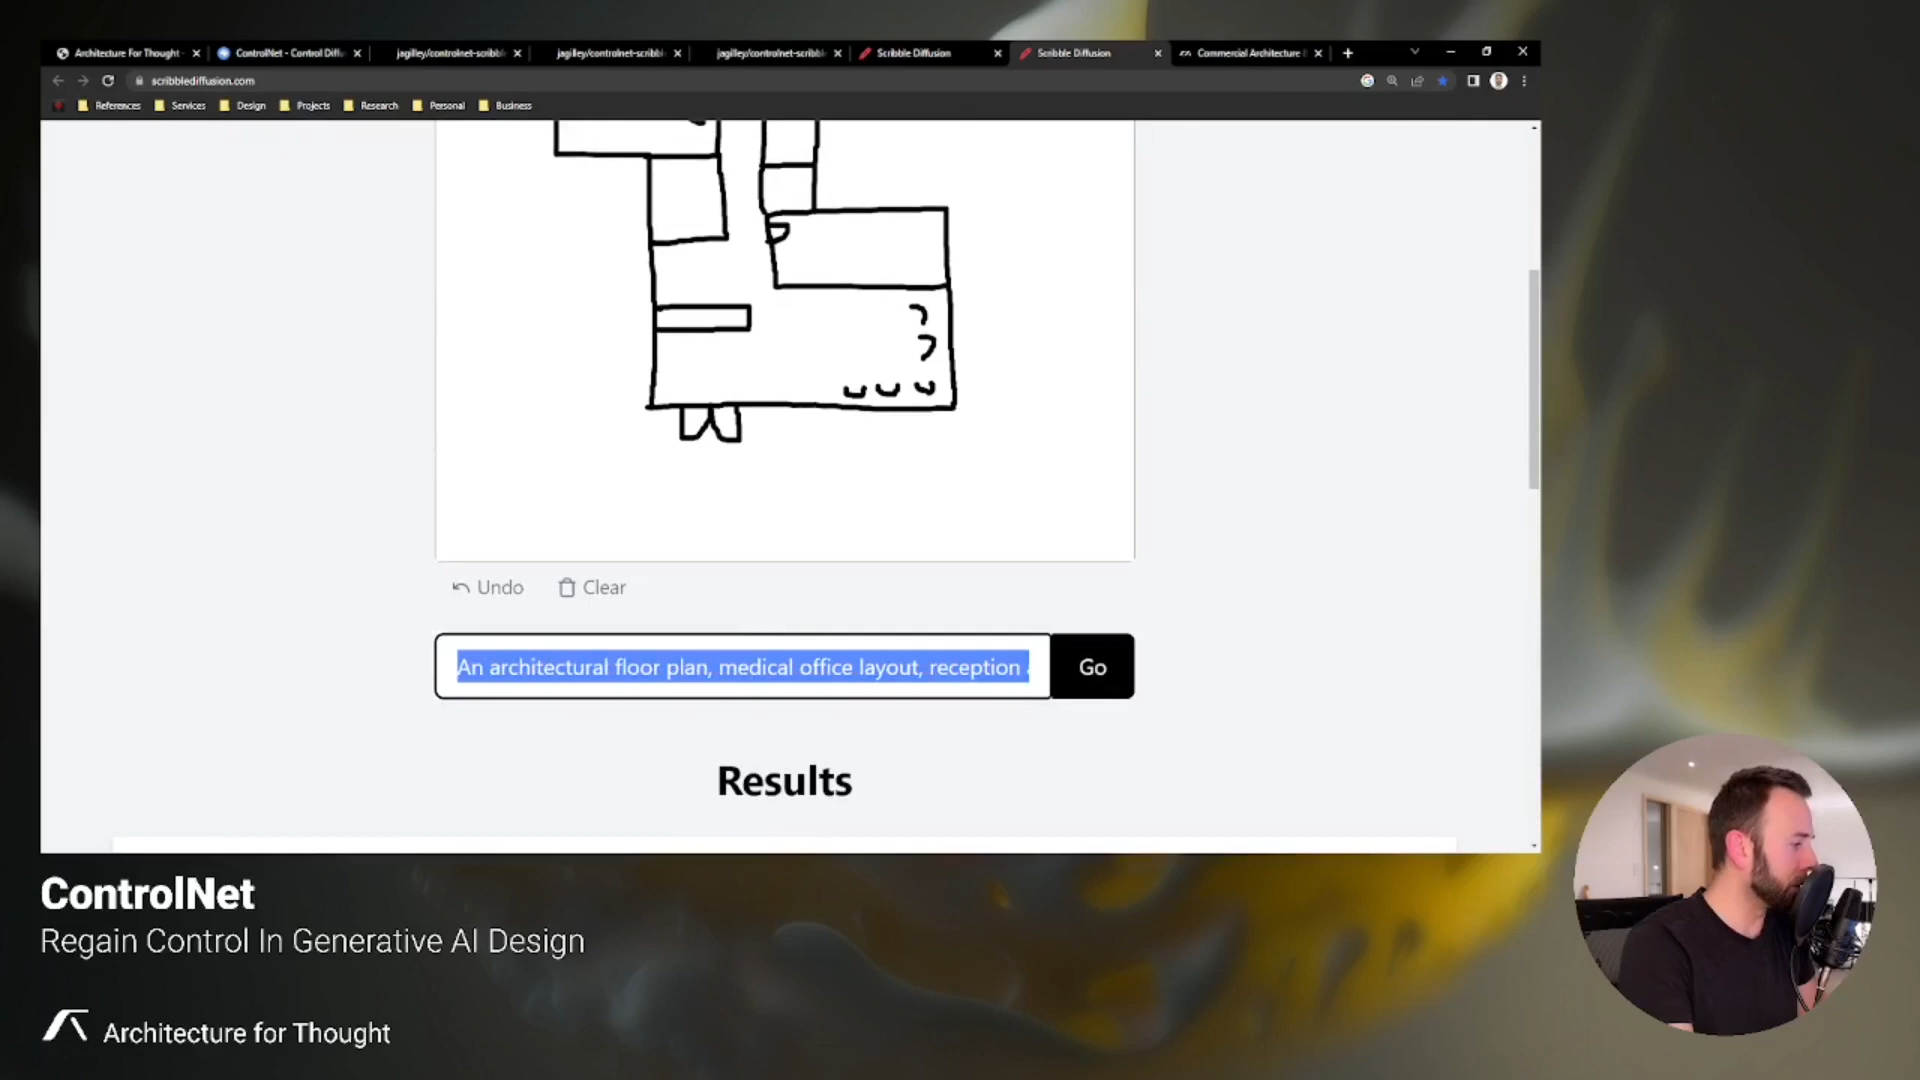 Architecture For Thought
ControlNet - Control Diff
jagilley/controlnet-scribbl
jagilley/controlnet-scribbl
jagilley/controlnet-scribbl
Scribble Diffusion
Scribble Diffusion
Commercial Architecture
scribblediffusion.com
References
Services
Design
Projects
Research
Personal
Business
Undo
Clear
An architectural floor plan, medical office layout, reception
Go
Results
ControlNet
Regain Control In Generative AI Design
Architecture for Thought